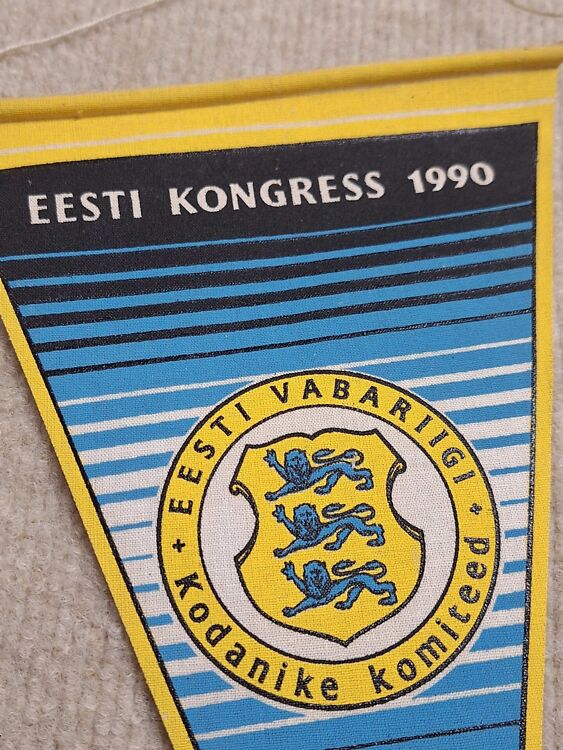 EESTI KONGRESS 1990
+ EESTI VABARIIGI +
Kodanike komiteed